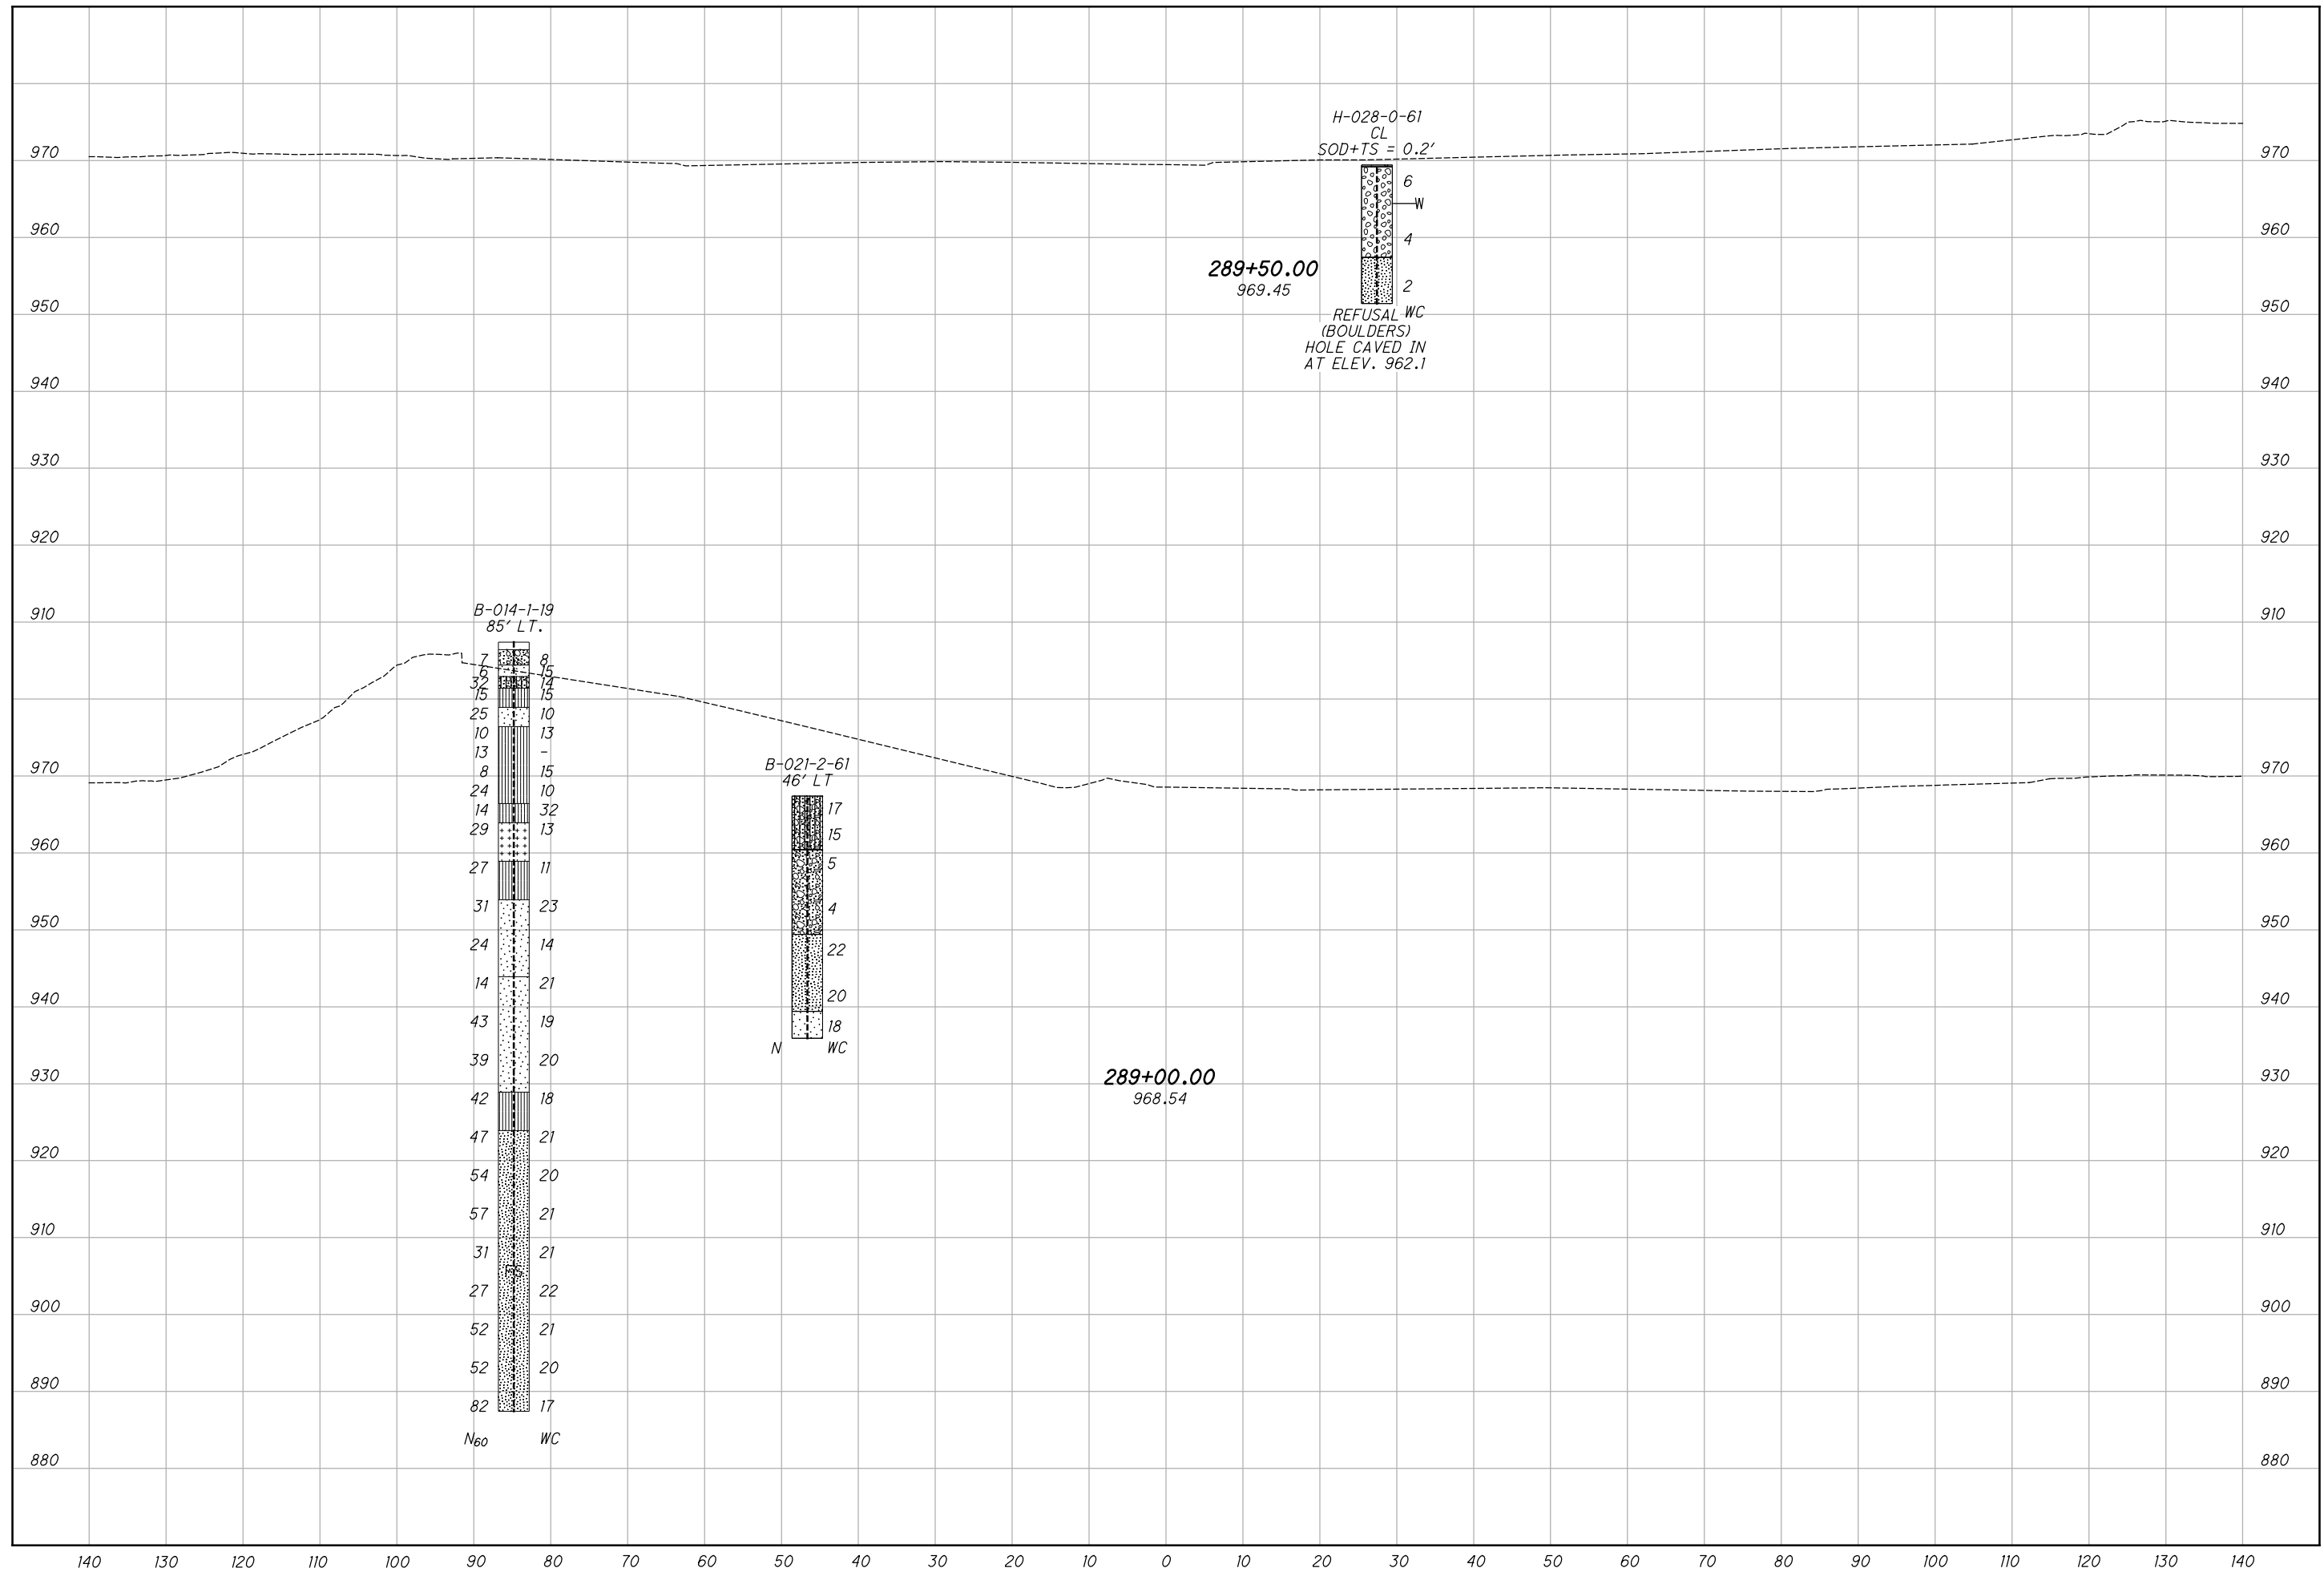 H-028-0-61
CL
SOD+TS = 0.2'
970 970
6
W
960 4 960
289+50.00
969.45
2
950 950
REFUSAL WC
(BOULDERS)
HOLE CAVED IN
AT ELEV. 962.1
940 940
930 930
920 920
910 910
B-014-1-19
85' LT.
7 8
6 15
32 14
15 15
25 10
10 13
13 -
970 8 15 970
24 10
14 32
29 13
960 960
27 11
31 23
950 950
24 14
14 21
940 940
43 19
39 20
930 930
42 18
47 21
920 920
54 20
57 21
910 910
31 21
FS
27 22
900 900
52 21
52 20
890 890
82 17
N60 WC
880 880
B-021-2-61
46' LT
17
15
5
4
22
20
18
N WC
289+00.00
968.54
140 130 120 110 100 90 80 70 60 50 40 30 20 10 0 10 20 30 40 50 60 70 80 90 100 110 120 130 140